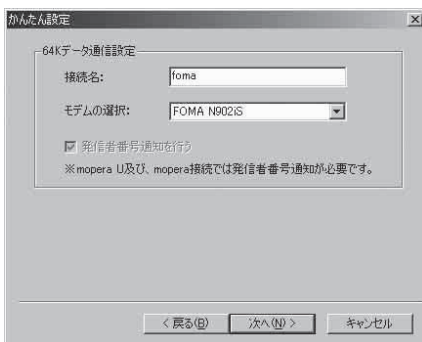 かんたん設定
64Kデータ通信設定
接続名: foma
モデムの選択: FOMA N902iS
発信者番号通知を行う
※mopera U及び、mopera接続では発信者番号通知が必要です。
< 戻る(B) 次へ(N) > キャンセル